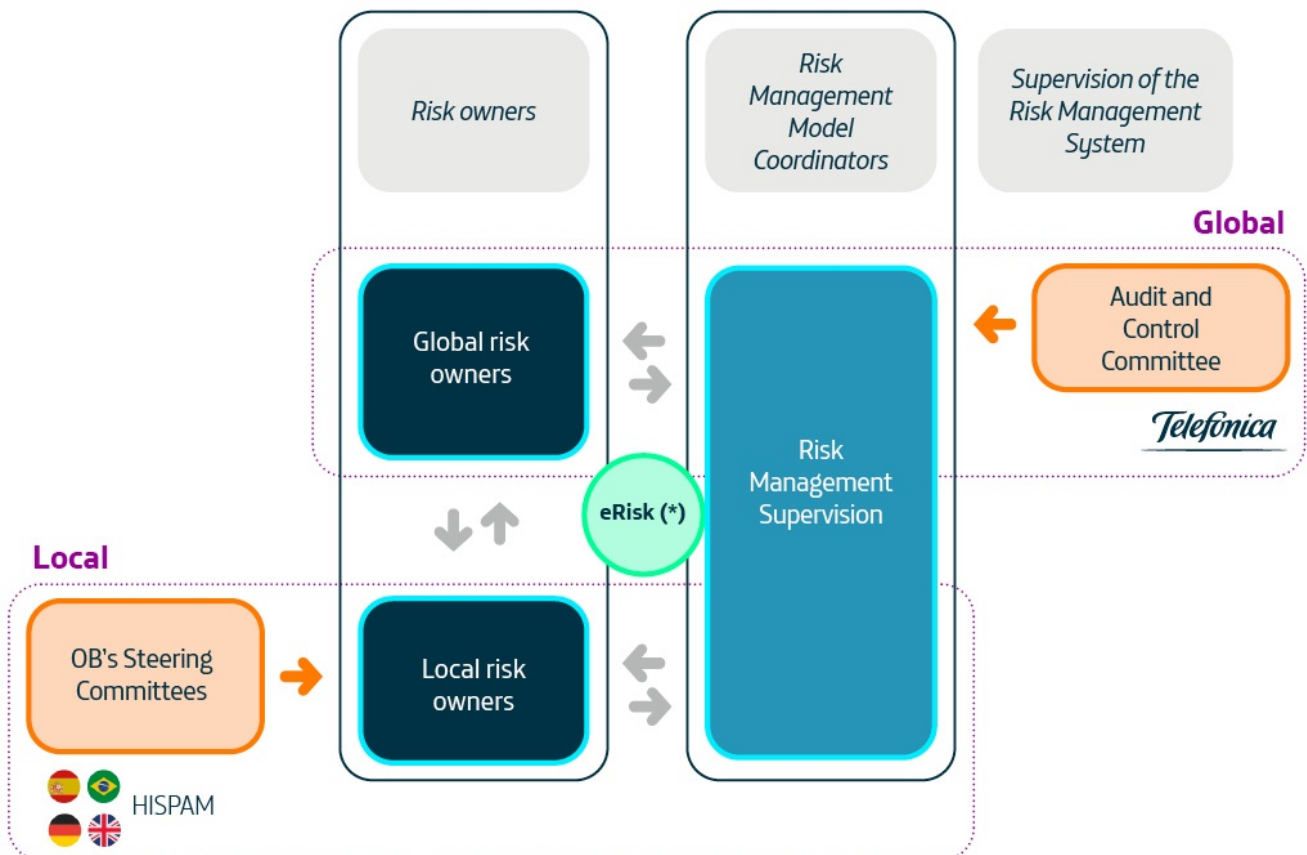 Risk owners
Risk
Management
Model
Coordinators
Supervision of the
Risk Management
System
Global
Global risk
owners
Audit and
Control
Committee
Telefónica
Risk
Management
Supervision
eRisk (*)
Local
OB’s Steering
Committees
Local risk
owners
HISPAM